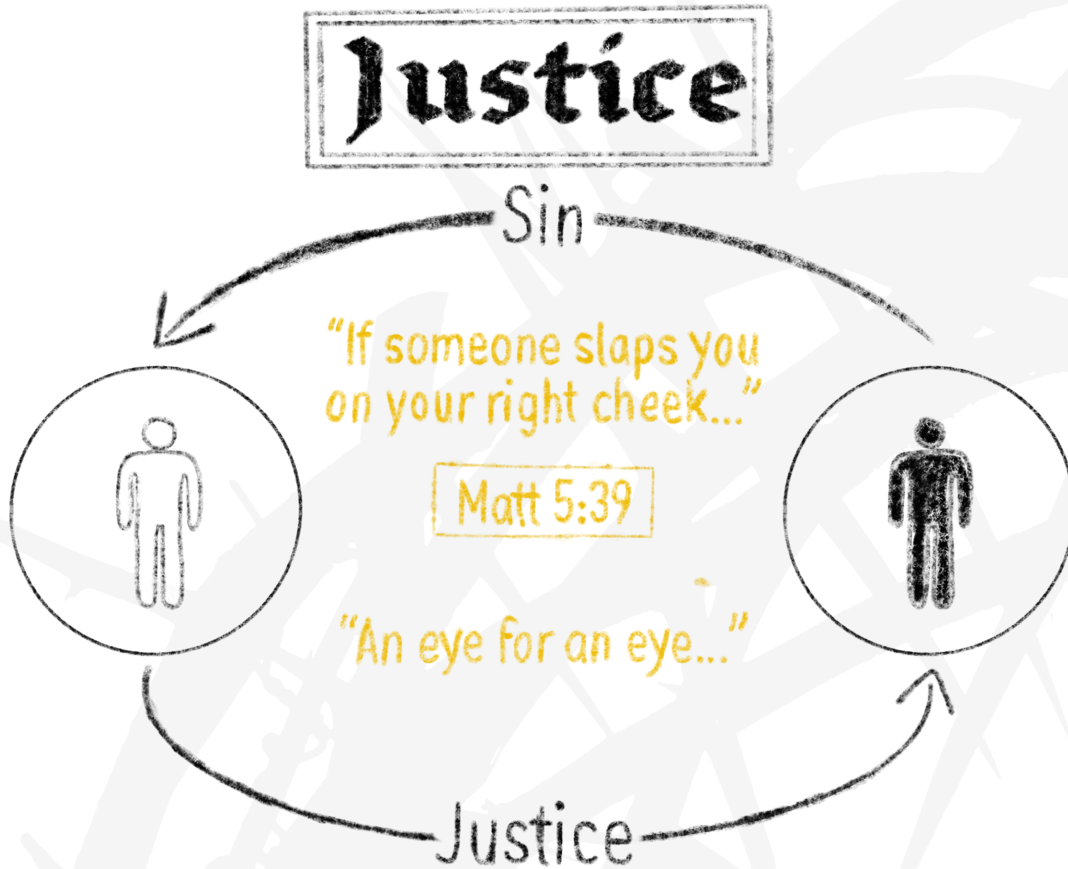 Justice
Sin
“If someone slaps you
on your right cheek...”
Matt 5:39
“An eye for an eye...”
Justice